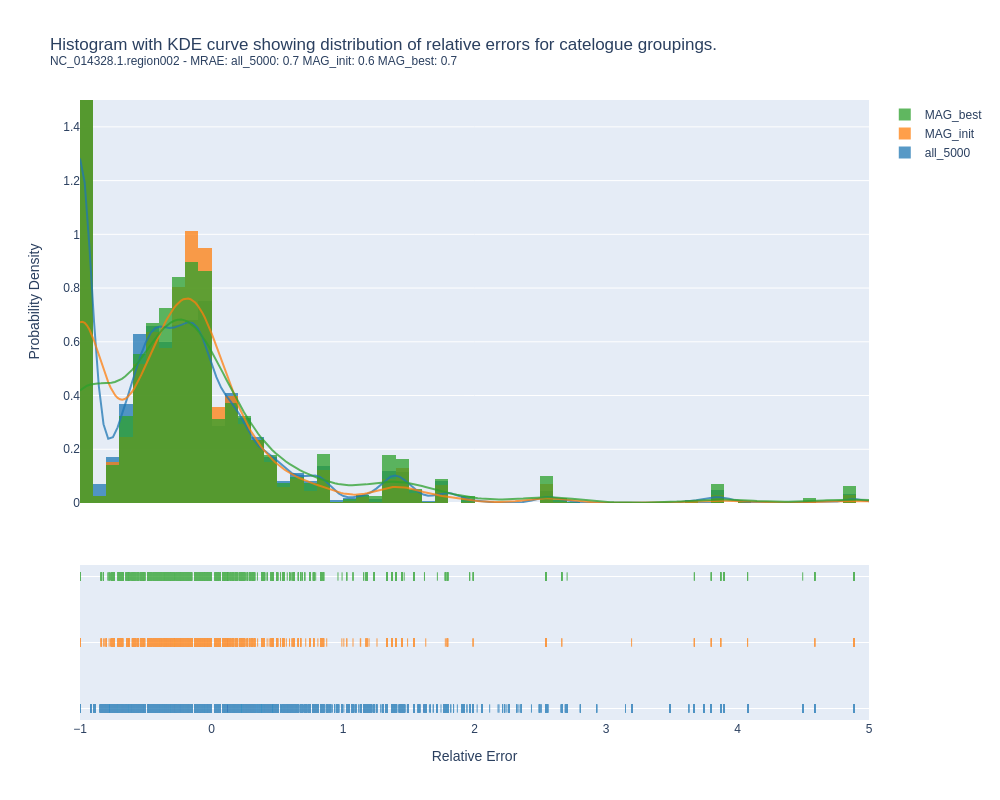 Histogram with KDE curve showing distribution of relative errors for catelogue groupings.
NC_014328.1.region002 - MRAE: all_5000: 0.7 MAG_init: 0.6 MAG_best: 0.7
MAG_best
MAG_init
all_5000
Probability Density
1.4
1.2
1
0.8
0.6
0.4
0.2
0
−1 0 1 2 3 4 5
Relative Error